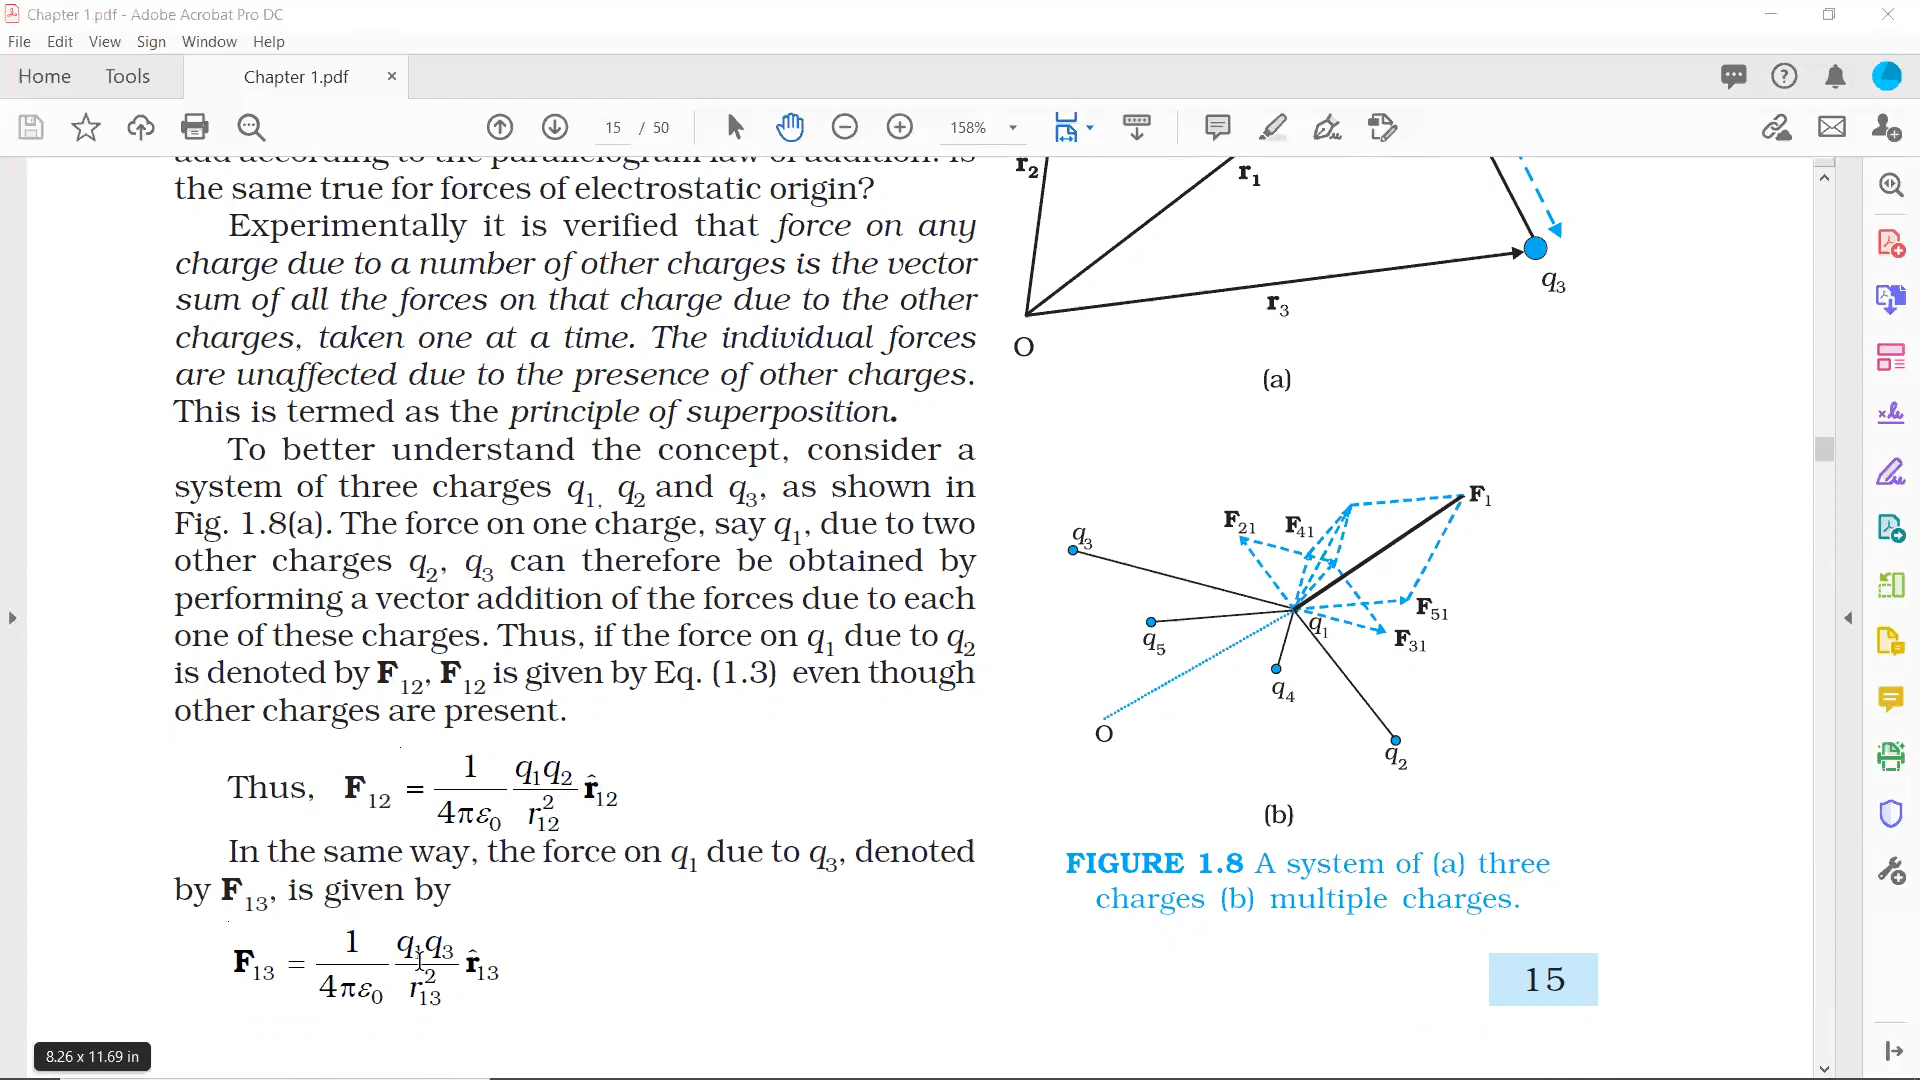 Chapter 1.pdf - Adobe Acrobat Pro DC
File Edit View Sign Window Help
Home Tools Chapter 1.pdf ×
15 / 50 158%
add according to the parallelogram law of addition. Is
the same true for forces of electrostatic origin?
Experimentally it is verified that force on any
charge due to a number of other charges is the vector
sum of all the forces on that charge due to the other
charges, taken one at a time. The individual forces
are unaffected due to the presence of other charges.
This is termed as the principle of superposition.
To better understand the concept, consider a
system of three charges q₁, q₂ and q₃, as shown in
Fig. 1.8(a). The force on one charge, say q₁, due to two
other charges q₂, q₃ can therefore be obtained by
performing a vector addition of the forces due to each
one of these charges. Thus, if the force on q₁ due to q₂
is denoted by F₁₂, F₁₂ is given by Eq. (1.3) even though
other charges are present.
Thus, F₁₂ = 1/(4πε₀) q₁q₂/r₁₂² r̂₁₂
In the same way, the force on q₁ due to q₃, denoted
by F₁₃, is given by
F₁₃ = 1/(4πε₀) q₁q₃/r₁₃² r̂₁₃
r₂
r₁
q₃
r₃
O
(a)
F₁
F₂₁ F₄₁
q₃
F₅₁
q₁
q₅
F₃₁
q₄
O
q₂
(b)
FIGURE 1.8 A system of (a) three
charges (b) multiple charges.
15
8.26 x 11.69 in